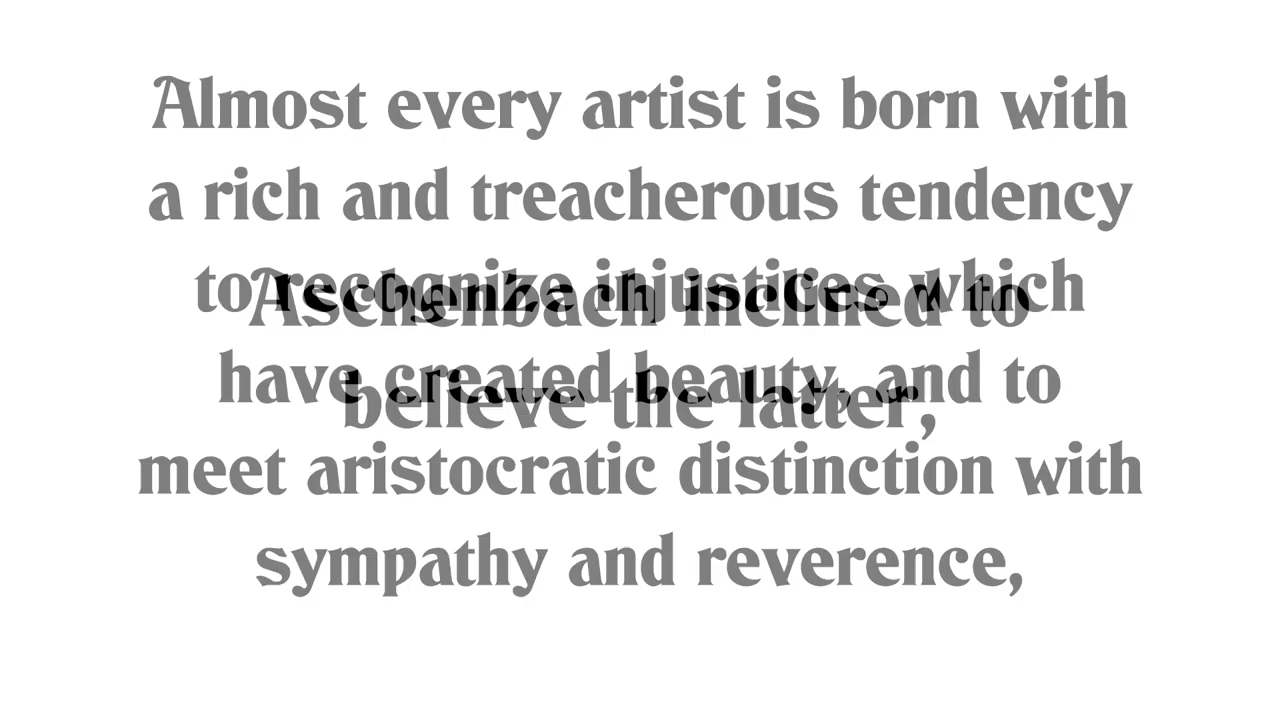 Almost every artist is born with
a rich and treacherous tendency
to recognize injustices which
have created beauty, and to
meet aristocratic distinction with
sympathy and reverence,
Aschenbach inclined to
believe the latter,